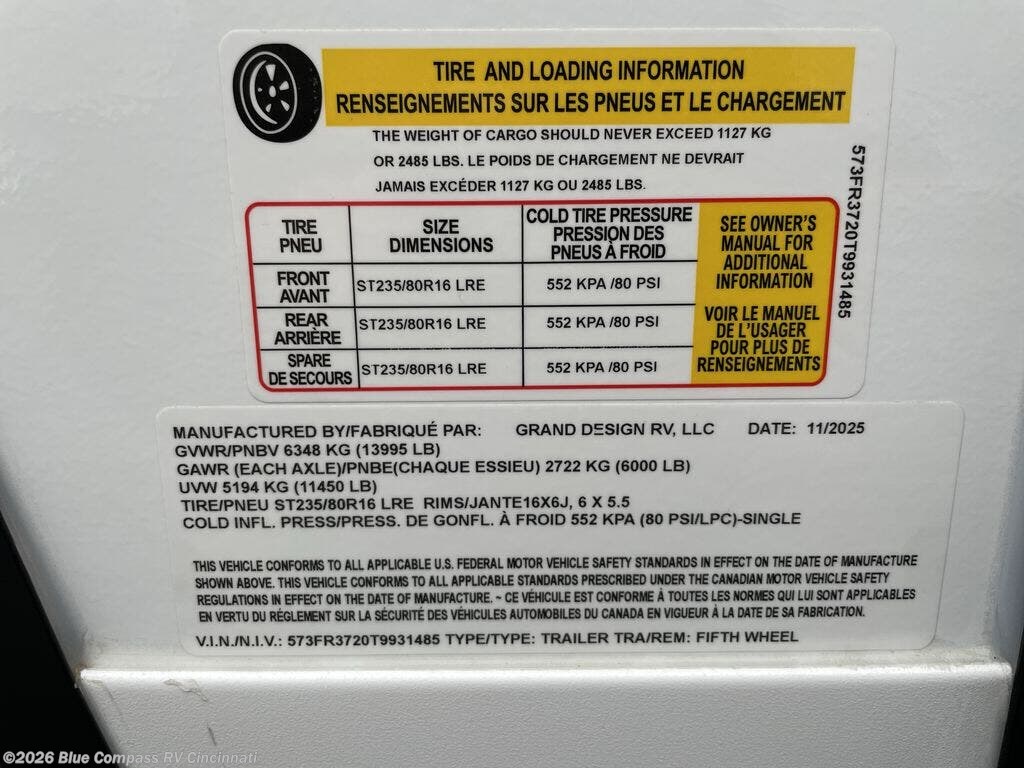 TIRE AND LOADING INFORMATION
RENSEIGNEMENTS SUR LES PNEUS ET LE CHARGEMENT
THE WEIGHT OF CARGO SHOULD NEVER EXCEED 1127 KG
OR 2485 LBS. LE POIDS DE CHARGEMENT NE DEVRAIT
JAMAIS EXCÉDER 1127 KG OU 2485 LBS.
TIRE
PNEU
SIZE
DIMENSIONS
COLD TIRE PRESSURE
PRESSION DES
PNEUS À FROID
FRONT
AVANT
ST235/80R16 LRE
552 KPA /80 PSI
REAR
ARRIÈRE
ST235/80R16 LRE
552 KPA /80 PSI
SPARE
DE SECOURS
ST235/80R16 LRE
552 KPA /80 PSI
SEE OWNER'S
MANUAL FOR
ADDITIONAL
INFORMATION
VOIR LE MANUEL
DE L'USAGER
POUR PLUS DE
RENSEIGNEMENTS
573FR3720T9931485
MANUFACTURED BY/FABRIQUÉ PAR: GRAND DESIGN RV, LLC DATE: 11/2025
GVWR/PNBV 6348 KG (13995 LB)
GAWR (EACH AXLE)/PNBE(CHAQUE ESSIEU) 2722 KG (6000 LB)
UVW 5194 KG (11450 LB)
TIRE/PNEU ST235/80R16 LRE RIMS/JANTE16X6J, 6 X 5.5
COLD INFL. PRESS/PRESS. DE GONFL. À FROID 552 KPA (80 PSI/LPC)-SINGLE
THIS VEHICLE CONFORMS TO ALL APPLICABLE U.S. FEDERAL MOTOR VEHICLE SAFETY STANDARDS IN EFFECT ON THE DATE OF MANUFACTURE
SHOWN ABOVE. THIS VEHICLE CONFORMS TO ALL APPLICABLE STANDARDS PRESCRIBED UNDER THE CANADIAN MOTOR VEHICLE SAFETY
REGULATIONS IN EFFECT ON THE DATE OF MANUFACTURE. ~ CE VÉHICULE EST CONFORME À TOUTES LES NORMES QUI LUI SONT APPLICABLES
EN VERTU DU RÈGLEMENT SUR LA SÉCURITÉ DES VÉHICULES AUTOMOBILES DU CANADA EN VIGUEUR À LA DATE DE SA FABRICATION.
V.I.N./N.I.V.: 573FR3720T9931485 TYPE/TYPE: TRAILER TRA/REM: FIFTH WHEEL
©2026 Blue Compass RV Cincinnati